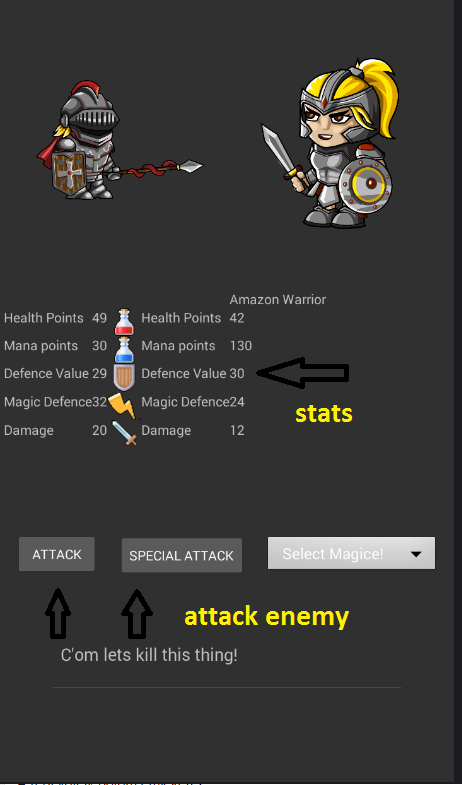 Amazon Warrior
Health Points 49 Health Points 42
Mana points 30 Mana points 130
Defence Value 29 Defence Value 30
Magic Defence32 Magic Defence24
stats
Damage 20 Damage 12
ATTACK SPECIAL ATTACK Select Magice!
attack enemy
C'om lets kill this thing!